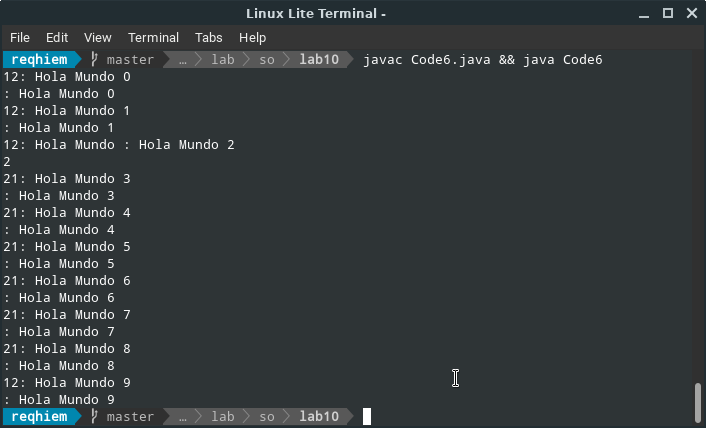 Linux Lite Terminal -
File Edit View Terminal Tabs Help
reqhiem master … lab so lab10 javac Code6.java && java Code6
12: Hola Mundo 0
: Hola Mundo 0
12: Hola Mundo 1
: Hola Mundo 1
12: Hola Mundo : Hola Mundo 2
2
21: Hola Mundo 3
: Hola Mundo 3
21: Hola Mundo 4
: Hola Mundo 4
21: Hola Mundo 5
: Hola Mundo 5
21: Hola Mundo 6
: Hola Mundo 6
21: Hola Mundo 7
: Hola Mundo 7
21: Hola Mundo 8
: Hola Mundo 8
12: Hola Mundo 9
: Hola Mundo 9
reqhiem master … lab so lab10